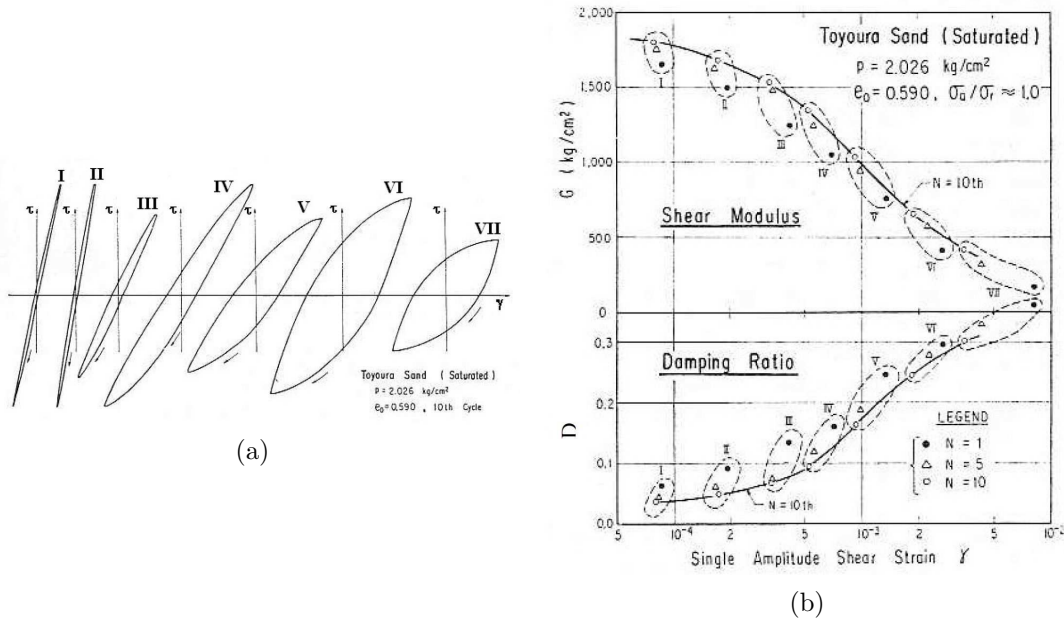 I II III IV V VI VII
τ τ τ τ τ τ τ
γ
Toyoura Sand (Saturated)
p = 2.026 kg/cm²
e₀ = 0.590 , 10th Cycle
(a)
2,000
1,500
1,000
500
0
G (kg/cm²)
Toyoura Sand (Saturated)
p = 2.026 kg/cm²
e₀ = 0.590 , σₐ/σᵣ ≈ 1.0
I
II
III
IV
V
VI
VII
N = 10th
Shear Modulus
Damping Ratio
0.3
0.2
0.1
0.0
D
I
II
II
IV
V
VI
N = 10th
LEGEND
● N = 1
△ N = 5
○ N = 10
5 10⁻⁴ 2 5 10⁻³ 2 5 10⁻²
Single Amplitude Shear Strain γ
(b)